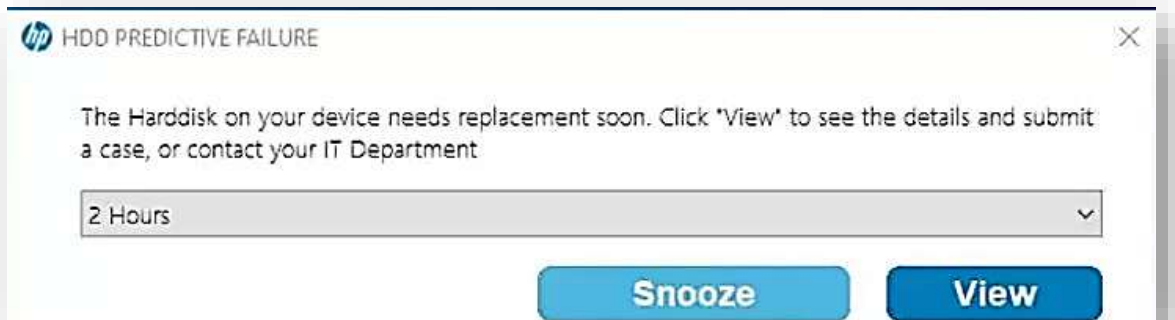 hp HDD PREDICTIVE FAILURE
The Harddisk on your device needs replacement soon. Click "View" to see the details and submit
a case, or contact your IT Department
2 Hours
Snooze View